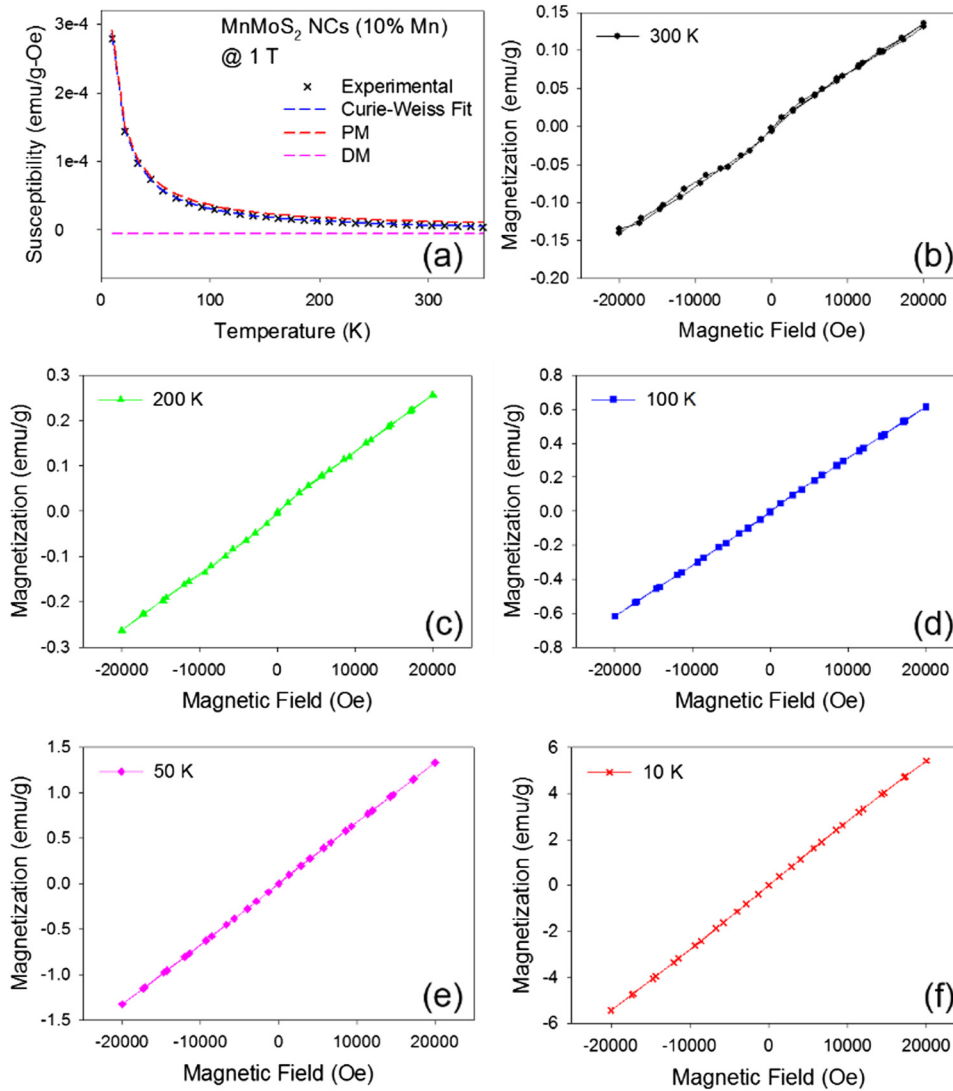 MnMoS2 NCs (10% Mn)
@ 1 T
Experimental
Curie-Weiss Fit
PM
DM
3e-4
2e-4
1e-4
0
Susceptibility (emu/g-Oe)
0 100 200 300
Temperature (K)
(a)
300 K
0.15
0.10
0.05
0.00
-0.05
-0.10
-0.15
-0.20
Magnetization (emu/g)
-20000 -10000 0 10000 20000
Magnetic Field (Oe)
(b)
200 K
0.3
0.2
0.1
0.0
-0.1
-0.2
-0.3
Magnetization (emu/g)
-20000 -10000 0 10000 20000
Magnetic Field (Oe)
(c)
100 K
0.8
0.6
0.4
0.2
0.0
-0.2
-0.4
-0.6
-0.8
Magnetization (emu/g)
-20000 -10000 0 10000 20000
Magnetic Field (Oe)
(d)
50 K
1.5
1.0
0.5
0.0
-0.5
-1.0
-1.5
Magnetization (emu/g)
-20000 -10000 0 10000 20000
Magnetic Field (Oe)
(e)
10 K
6
4
2
0
-2
-4
-6
Magnetization (emu/g)
-20000 -10000 0 10000 20000
Magnetic Field (Oe)
(f)